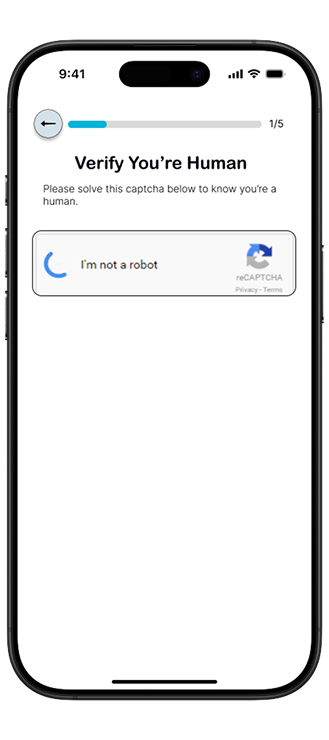 9:41
1/5
Verify You're Human
Please solve this captcha below to know you're a
human.
I'm not a robot
reCAPTCHA
Privacy - Terms